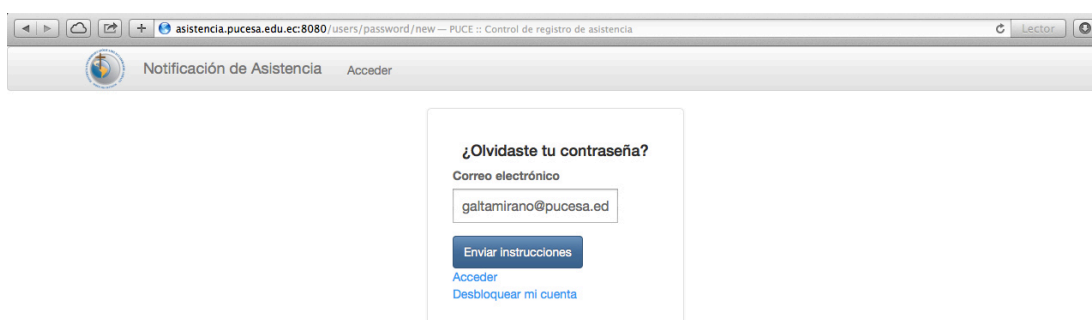 asistencia.pucesa.edu.ec:8080/users/password/new — PUCE :: Control de registro de asistencia
Lector
Notificación de Asistencia Acceder
¿Olvidaste tu contraseña?
Correo electrónico
galtamirano@pucesa.ed
Enviar instrucciones
Acceder
Desbloquear mi cuenta